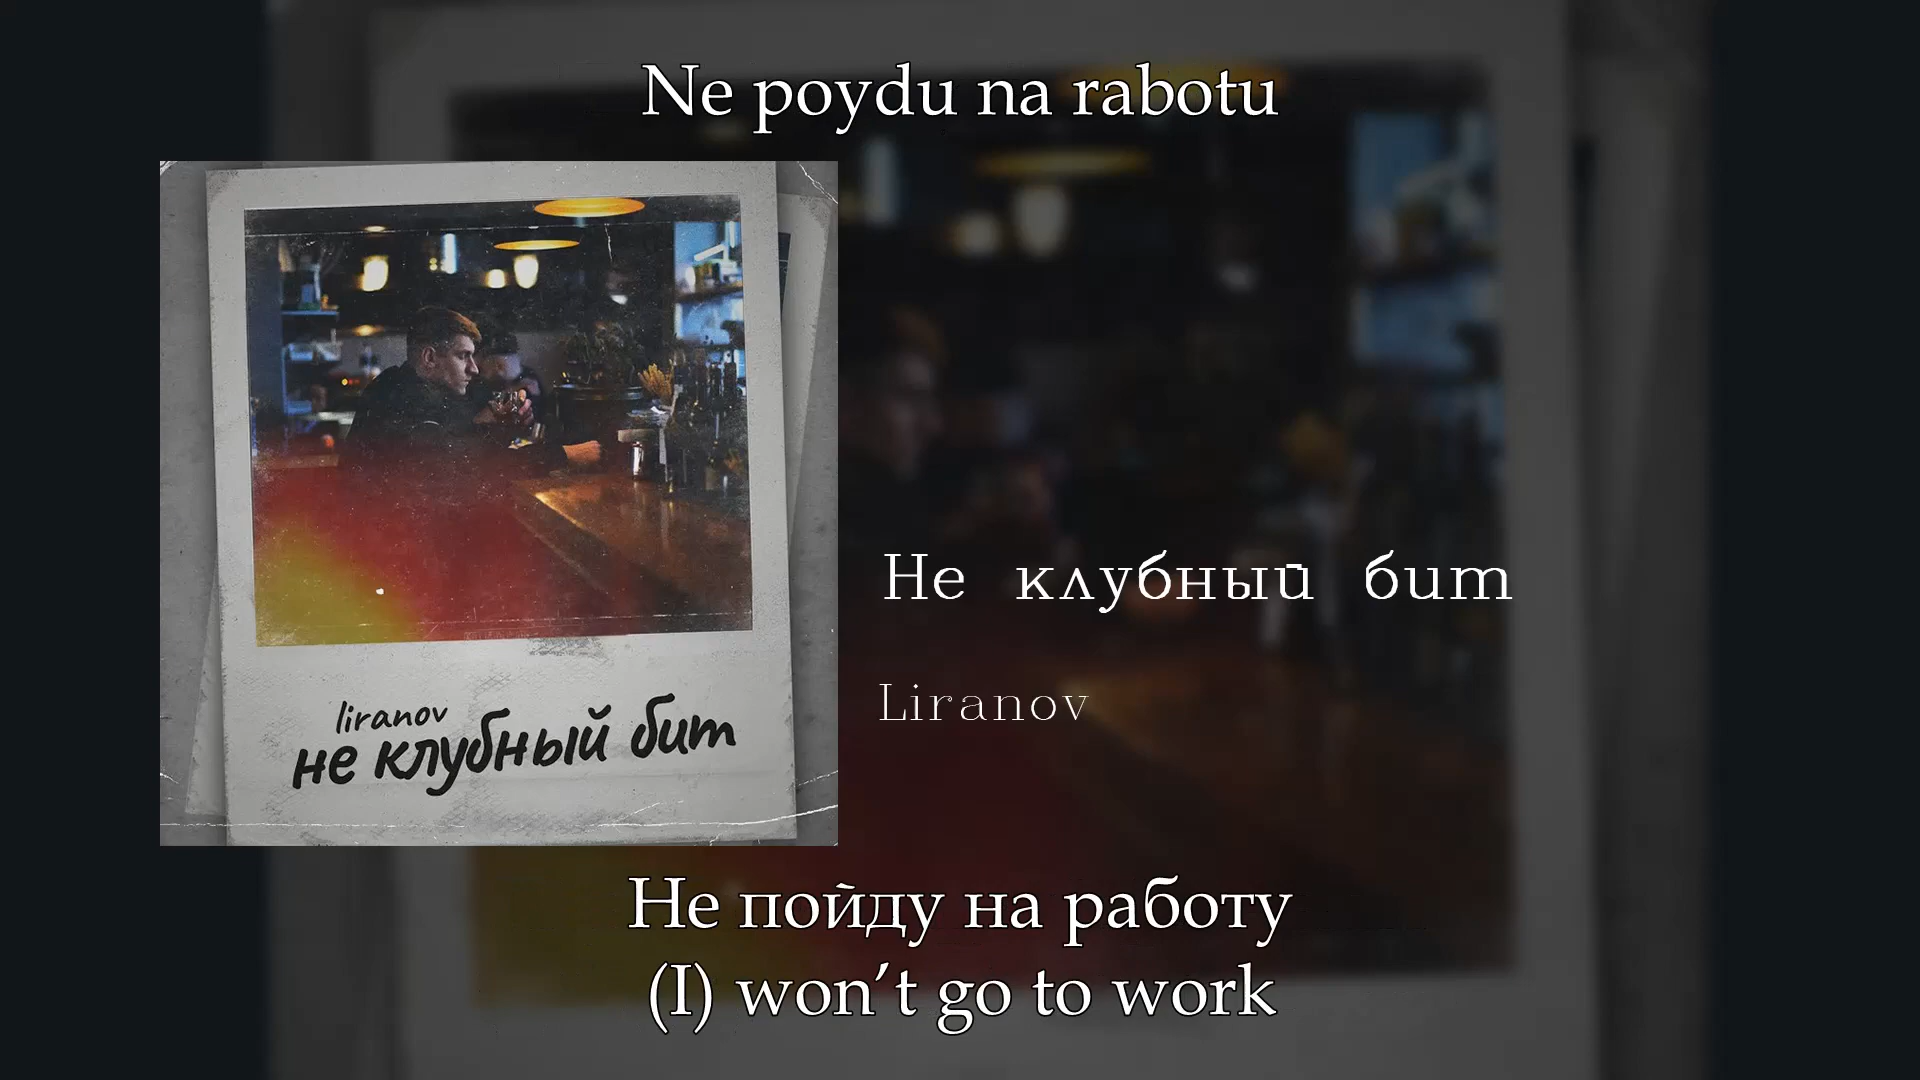 Ne poydu na rabotu
liranov
не клубный бит
Не клубный бит
Liranov
Не пойду на работу
(I) won't go to work